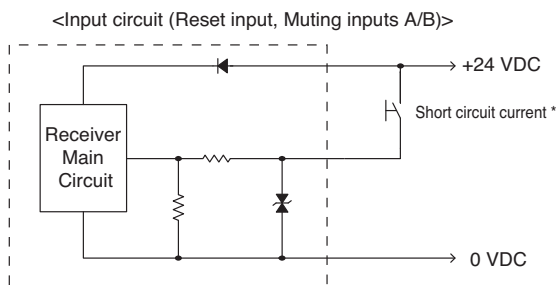 <Input circuit (Reset input, Muting inputs A/B)>
+24 VDC
Short circuit current *
Receiver
Main
Circuit
0 VDC